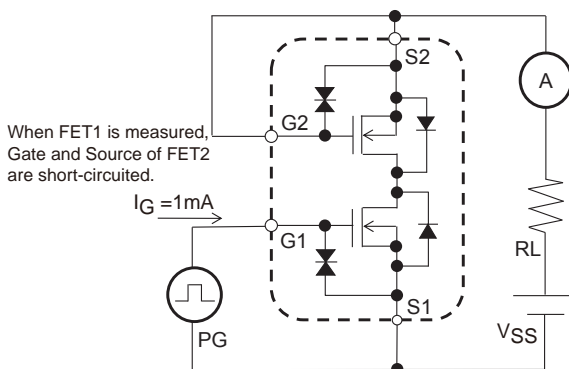 S2
A
G2
When FET1 is measured,
Gate and Source of FET2
are short-circuited.
IG =1mA
G1
RL
S1
VSS
PG